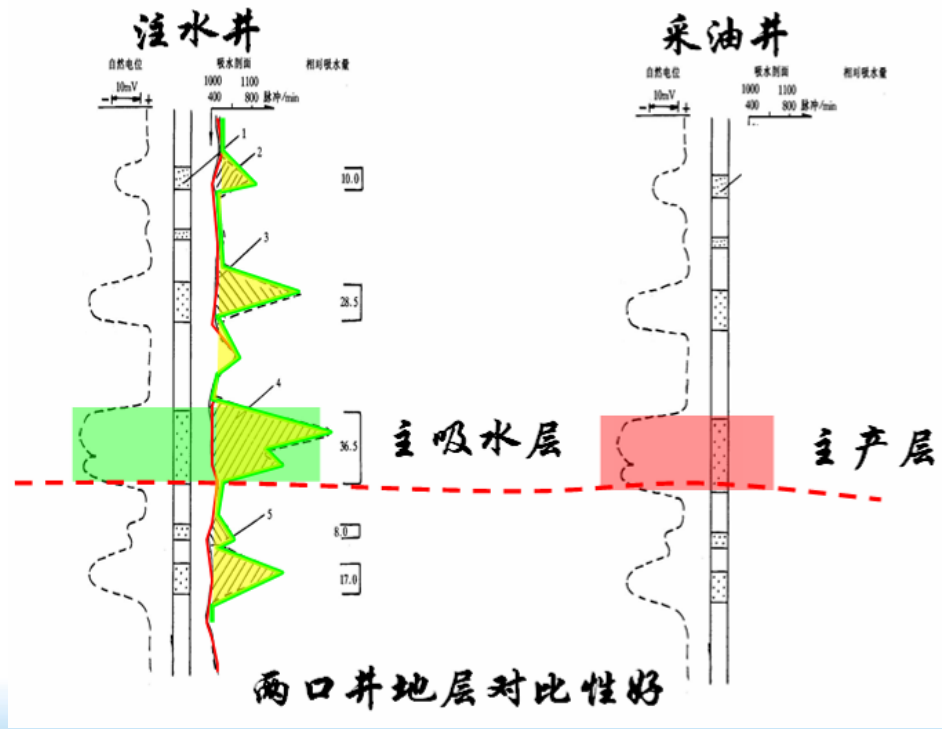 注水井
采油井
自然电位
吸水剖面
相对吸水量
10mV
1000 1100
400 800 脉冲/min
自然电位
吸水剖面
相对吸水量
10mV
1000 1100
400 800 脉冲/min
1
2
10.0
3
28.5
4
36.5
主吸水层
主产层
5
8.0
17.0
两口井地层对比性好